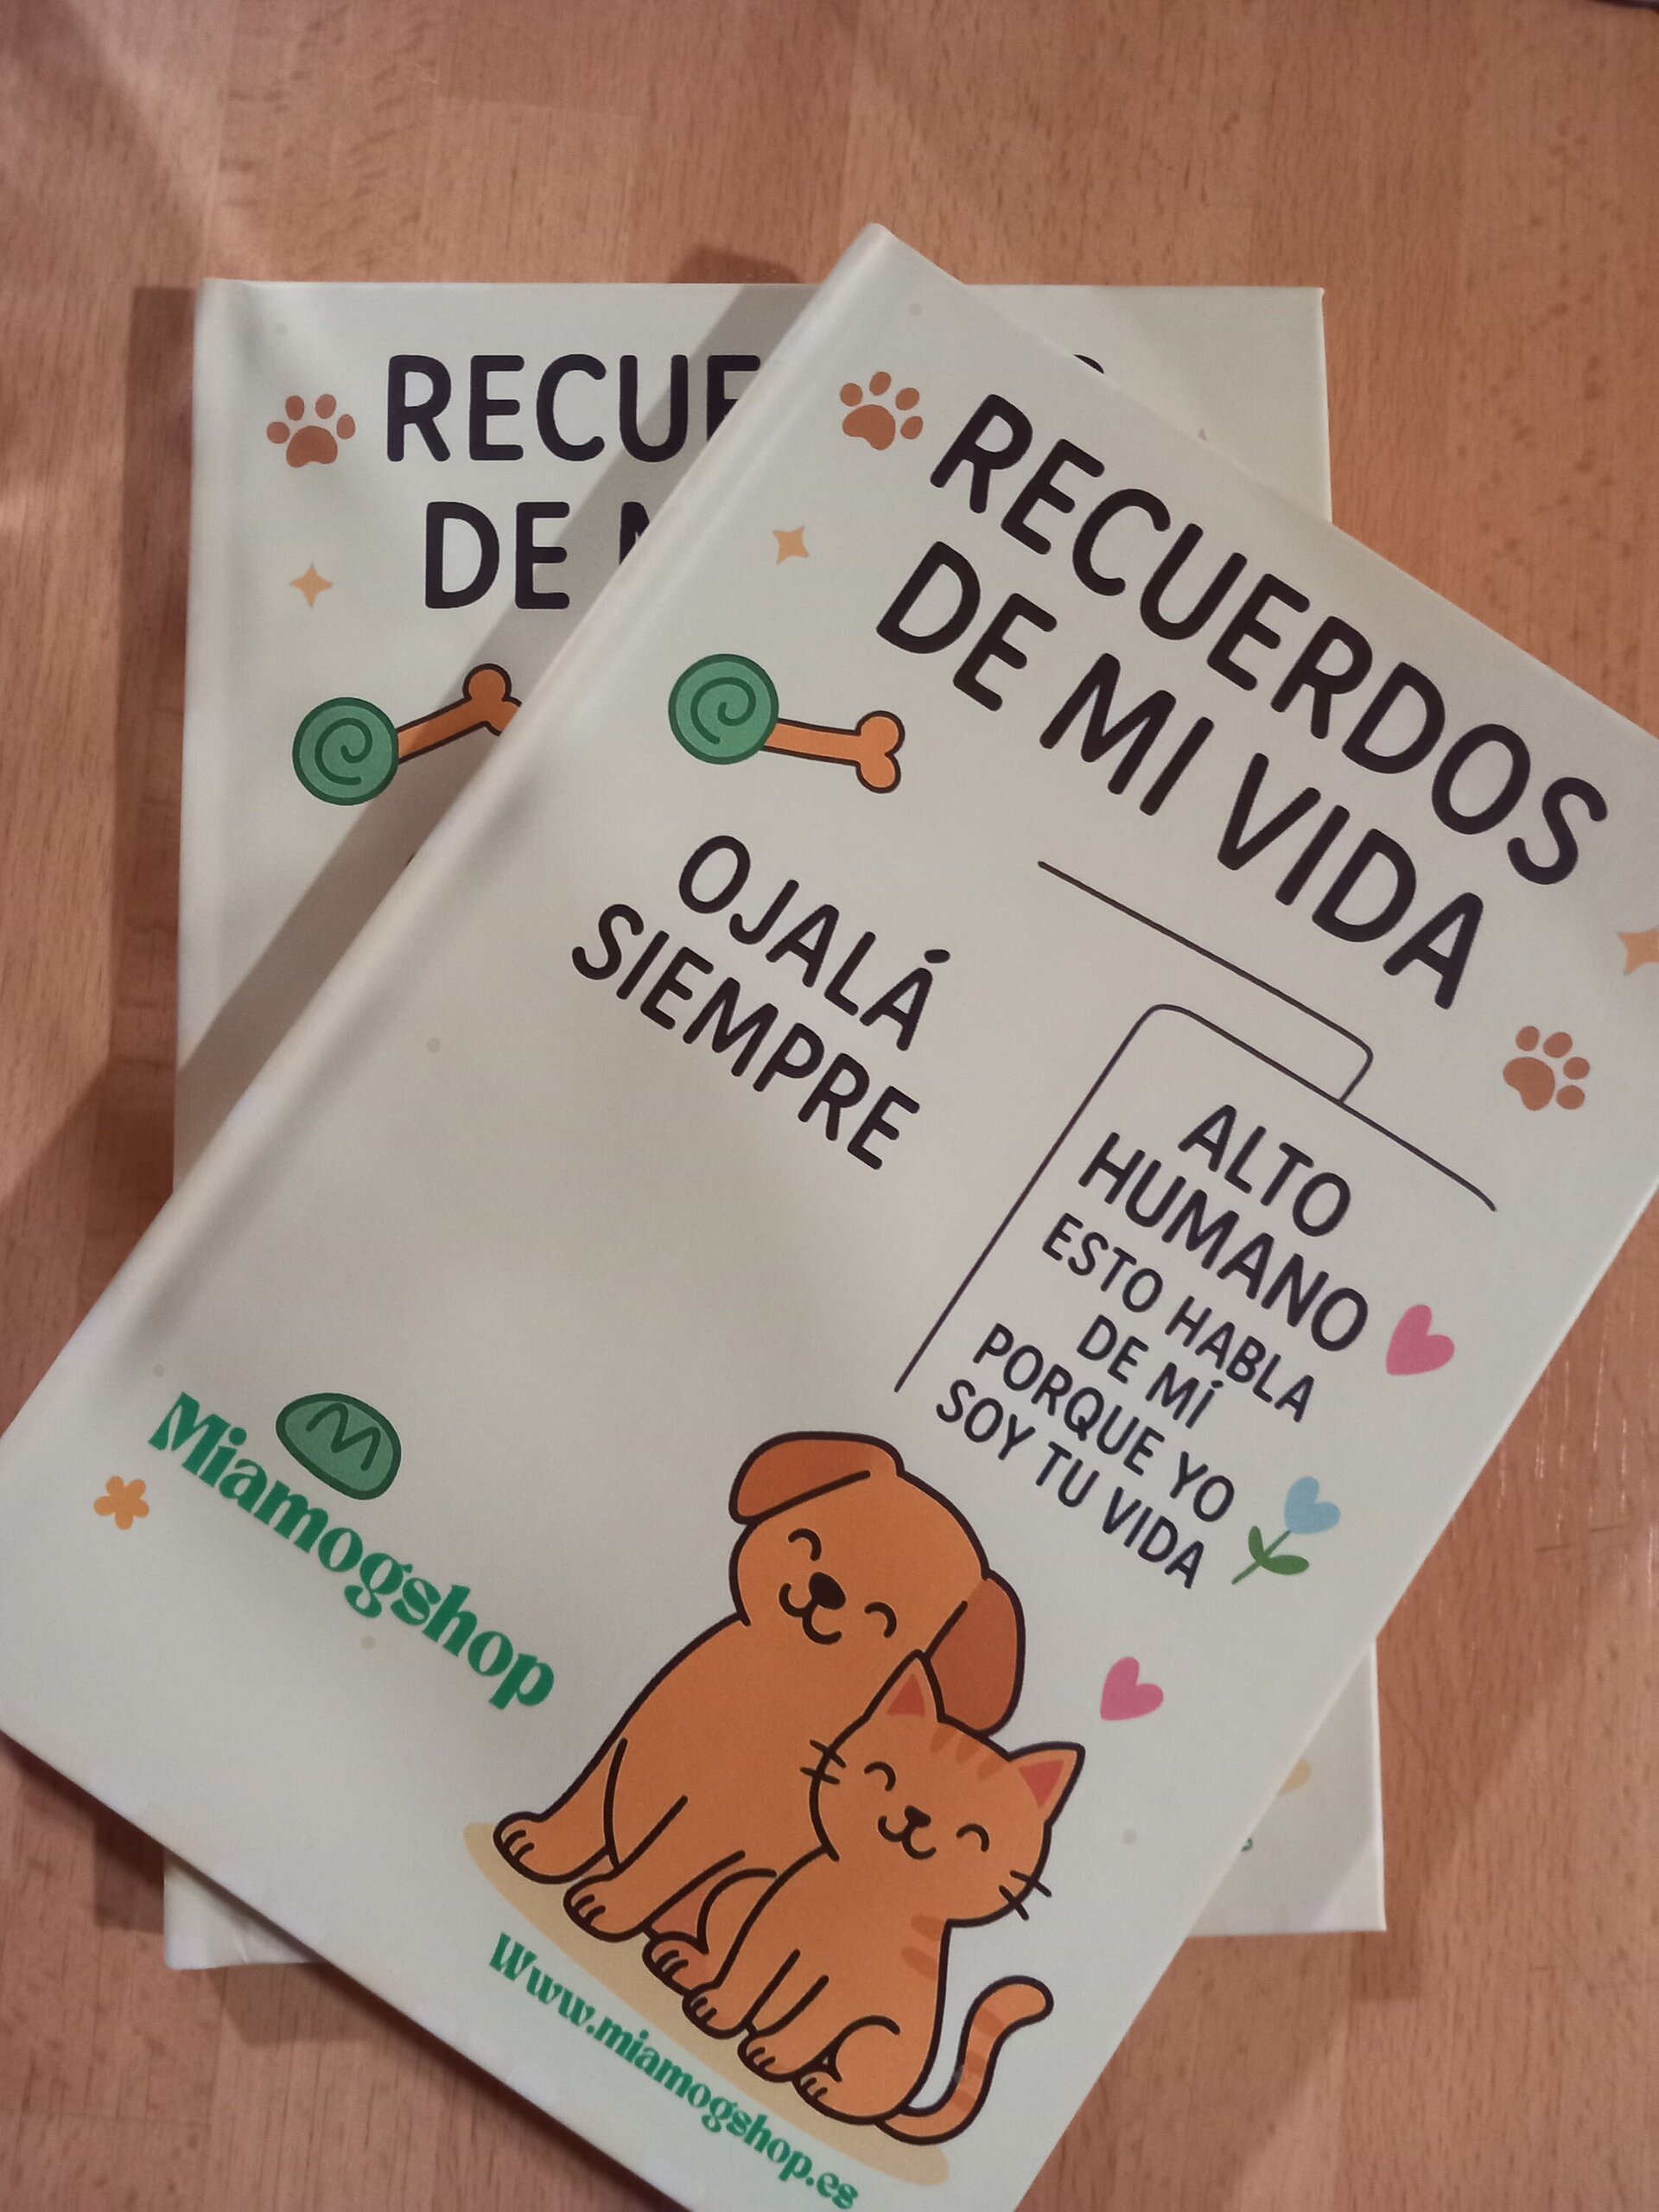 RECUERDOS
DE MI VIDA
OJALÁ
SIEMPRE
ALTO
HUMANO
ESTO HABLA
DE MÍ
PORQUE YO
SOY TU VIDA
M
Miamogshop
Www.miamogshop.es
RECUE
DE